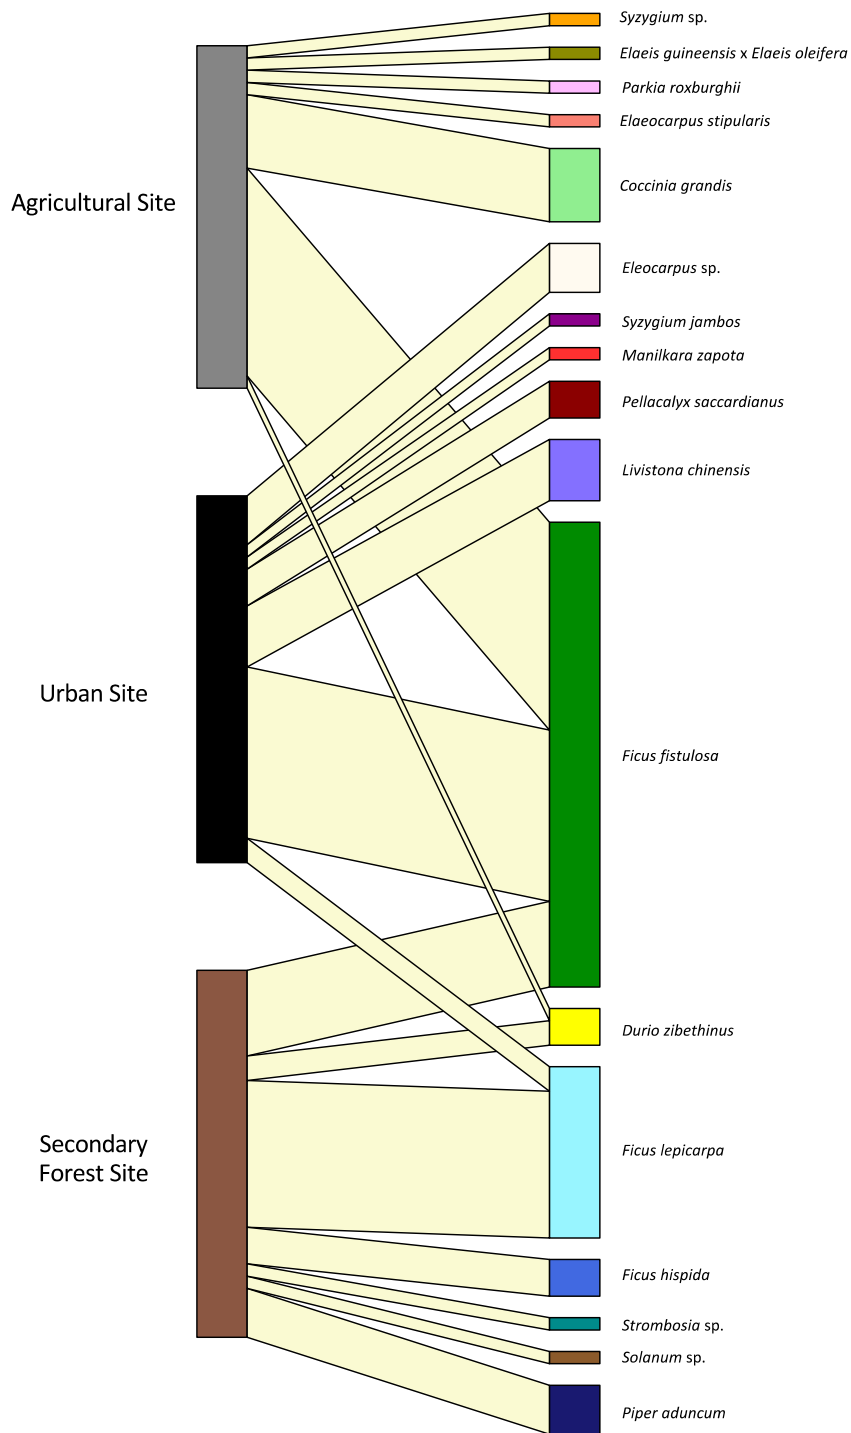 Syzygium sp.
Elaeis guineensis x Elaeis oleifera
Parkia roxburghii
Elaeocarpus stipularis
Coccinia grandis
Agricultural Site
Eleocarpus sp.
Syzygium jambos
Manilkara zapota
Pellacalyx saccardianus
Livistona chinensis
Urban Site
Ficus fistulosa
Durio zibethinus
Secondary
Forest Site
Ficus lepicarpa
Ficus hispida
Strombosia sp.
Solanum sp.
Piper aduncum